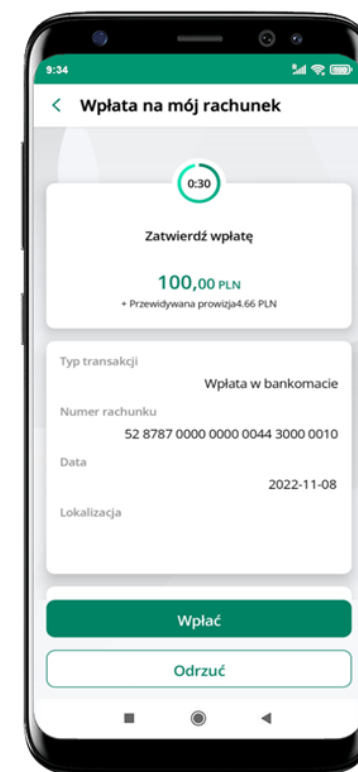 9:34
Wpłata na mój rachunek
0:30
Zatwierdź wpłatę
100,00 PLN
+ Przewidywana prowizja4.66 PLN
Typ transakcji
Wpłata w bankomacie
Numer rachunku
52 8787 0000 0000 0044 3000 0010
Data
2022-11-08
Lokalizacja
Wpłać
Odrzuć